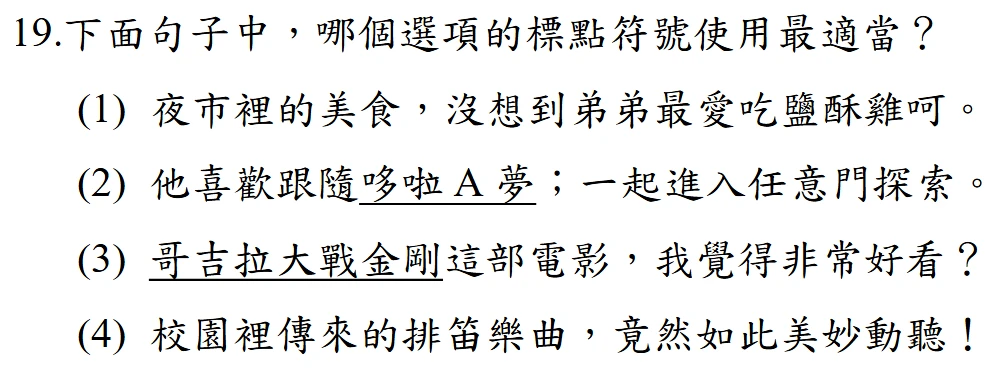 19.下面句子中，哪個選項的標點符號使用最適當？
(1) 夜市裡的美食，沒想到弟弟最愛吃鹽酥雞呵。
(2) 他喜歡跟隨哆啦A夢；一起進入任意門探索。
(3) 哥吉拉大戰金剛這部電影，我覺得非常好看？
(4) 校園裡傳來的排笛樂曲，竟然如此美妙動聽！